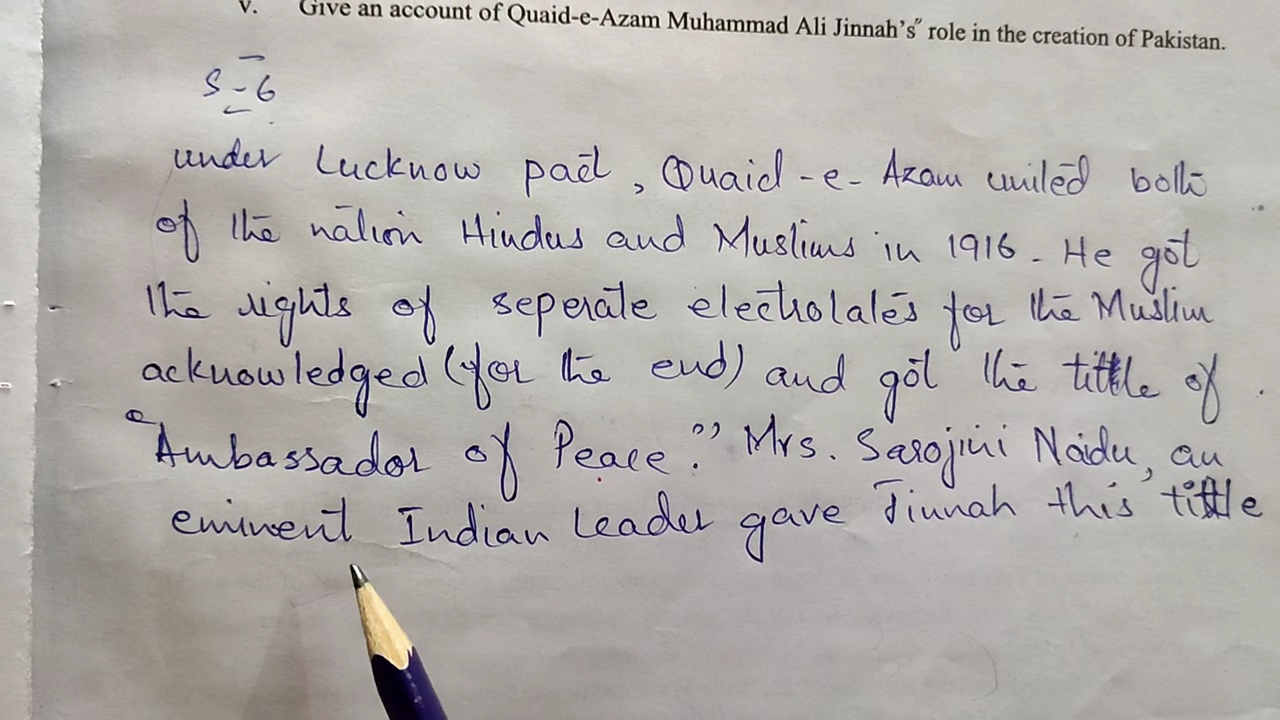 v. Give an account of Quaid-e-Azam Muhammad Ali Jinnah's" role in the creation of Pakistan.
S-6
under Lucknow pact, Quaid-e-Azam united both
of the nation Hindus and Muslims in 1916. He got
the rights of seperate electrolates for the Muslim
acknowledged (for the end) and got the tittle of
"Ambassador of Peace." Mrs. Sarojini Naidu, an
eminent Indian leader gave Jinnah this tittle